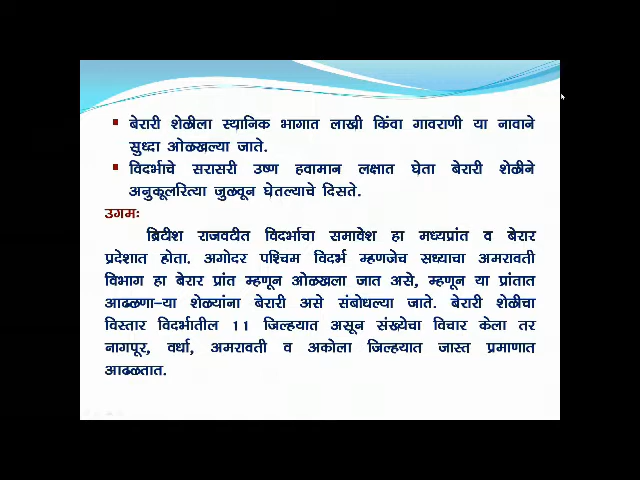 ▪ बेरारी शेळीला स्थानिक भागात लाखी किंवा गावराणी या नावाने
सुध्दा ओळखल्या जाते.
▪ विदर्भाचे सरासरी उष्ण हवामान लक्षात घेता बेरारी शेळीने
अनुकूलरित्या जुळवून घेतल्याचे दिसते.
उगमः
ब्रिटीश राजवटीत विदर्भाचा समावेश हा मध्यप्रांत व बेरार
प्रदेशात होता. अगोदर पश्चिम विदर्भ म्हणजेच सध्याचा अमरावती
विभाग हा बेरार प्रांत म्हणून ओळखला जात असे, म्हणून या प्रांतात
आढळणा–या शेळ्यांना बेरारी असे संबोधल्या जाते. बेरारी शेळीचा
विस्तार विदर्भातील 11 जिल्हयात असून संख्येचा विचार केला तर
नागपूर, वर्धा, अमरावती व अकोला जिल्हयात जास्त प्रमाणात
आढळतात.